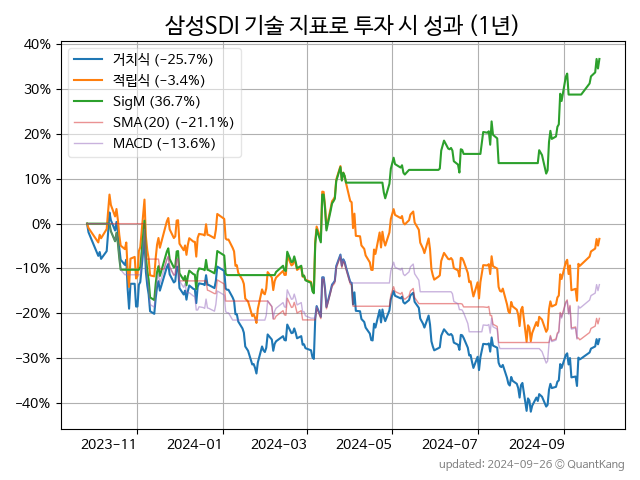 삼성SDI 기술 지표로 투자 시 성과 (1년)
40%
30%
20%
10%
0%
−10%
−20%
−30%
−40%
거치식 (−25.7%)
적립식 (−3.4%)
SigM (36.7%)
SMA(20) (−21.1%)
MACD (−13.6%)
2023-11 2024-01 2024-03 2024-05 2024-07 2024-09
updated: 2024-09-26 © QuantKang